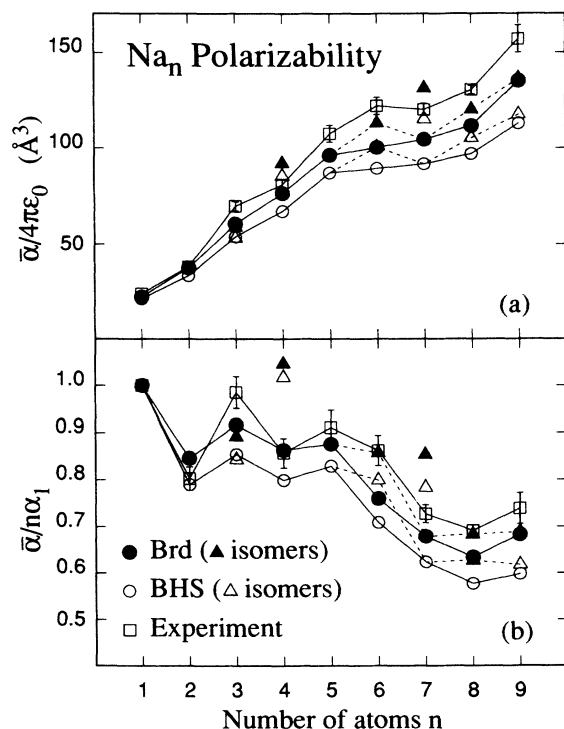 (a)
Na_n Polarizability
150
100
50
ᾱ/4πε₀ (Å³)
(b)
1.0
0.9
0.8
0.7
0.6
0.5
ᾱ/nα₁
● Brd (▲ isomers)
○ BHS (△ isomers)
□ Experiment
1 2 3 4 5 6 7 8 9
Number of atoms n